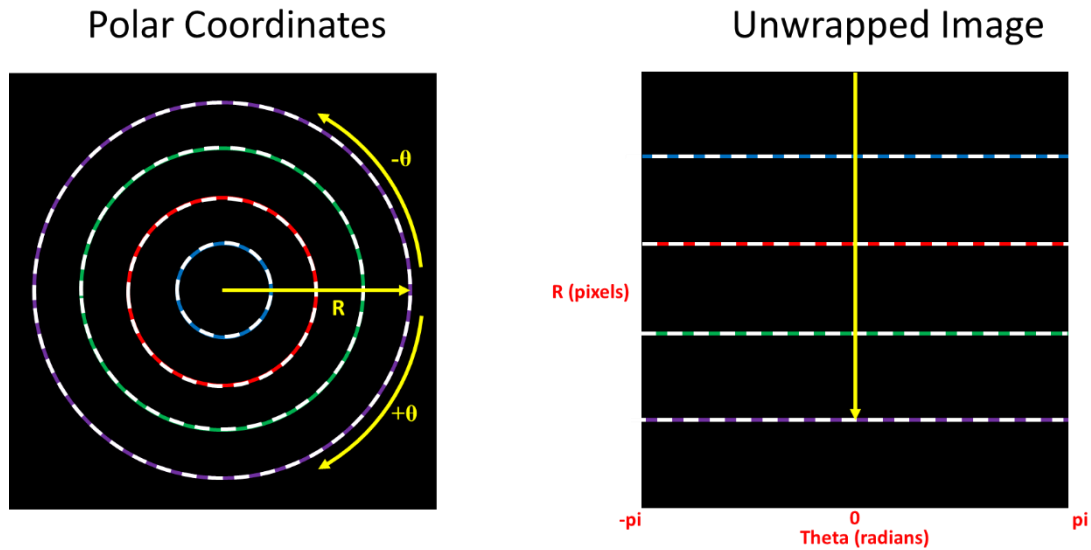 Polar Coordinates
Unwrapped Image
-θ
R
+θ
R (pixels)
-pi
0
pi
Theta (radians)